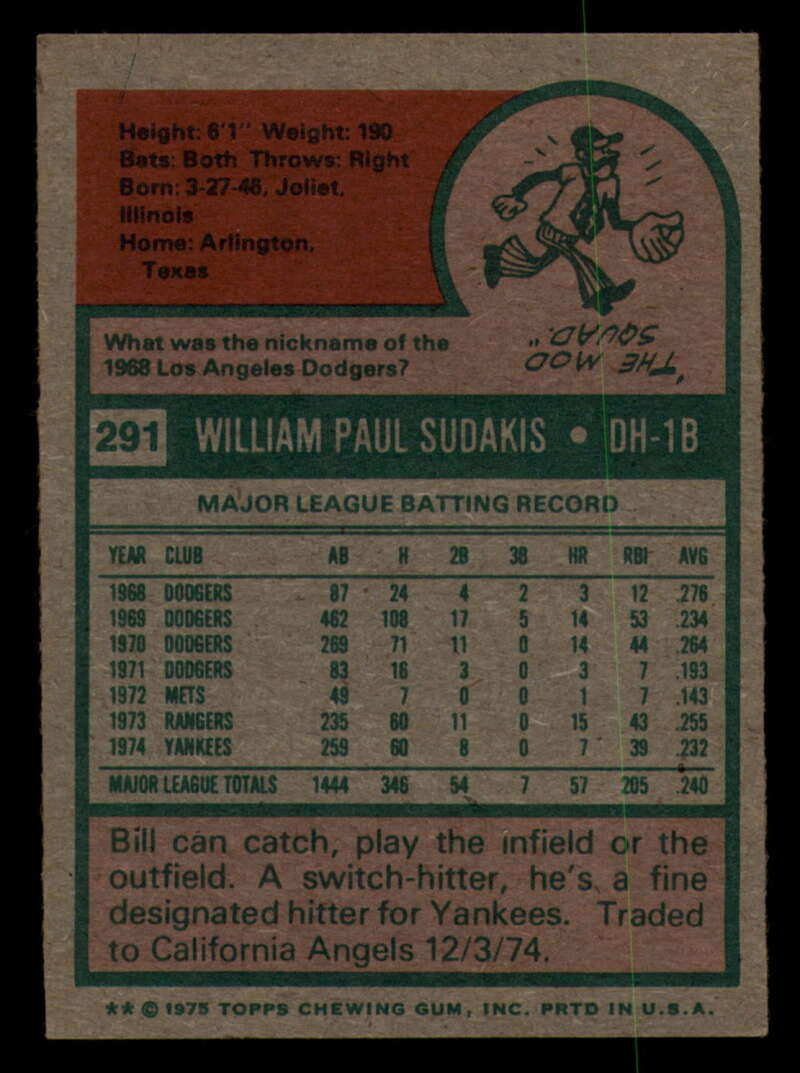 Height: 6'1" Weight: 190
Bats: Both Throws: Right
Born: 3-27-46, Joliet,
Illinois
Home: Arlington,
Texas
What was the nickname of the
1968 Los Angeles Dodgers?
"THE MOD
SQUAD."
291 WILLIAM PAUL SUDAKIS • DH-1B
MAJOR LEAGUE BATTING RECORD
YEAR CLUB AB H 2B 3B HR RBI AVG
1968 DODGERS 87 24 4 2 3 12 .276
1969 DODGERS 462 108 17 5 14 53 .234
1970 DODGERS 269 71 11 0 14 44 .264
1971 DODGERS 83 16 3 0 3 7 .193
1972 METS 49 7 0 0 1 7 .143
1973 RANGERS 235 60 11 0 15 43 .255
1974 YANKEES 259 60 8 0 7 39 .232
MAJOR LEAGUE TOTALS 1444 346 54 7 57 205 .240
Bill can catch, play the infield or the
outfield. A switch-hitter, he's a fine
designated hitter for Yankees. Traded
to California Angels 12/3/74.
** © 1975 TOPPS CHEWING GUM, INC. PRTD IN U.S.A.